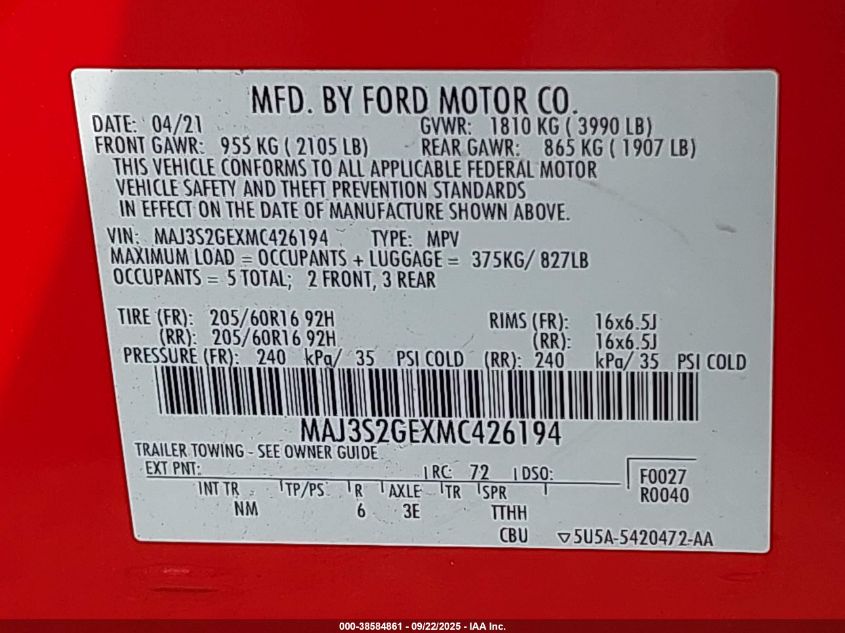 MFD. BY FORD MOTOR CO.
DATE: 04/21 GVWR: 1810 KG ( 3990 LB)
FRONT GAWR: 955 KG ( 2105 LB) REAR GAWR: 865 KG ( 1907 LB)
THIS VEHICLE CONFORMS TO ALL APPLICABLE FEDERAL MOTOR
VEHICLE SAFETY AND THEFT PREVENTION STANDARDS
IN EFFECT ON THE DATE OF MANUFACTURE SHOWN ABOVE.
VIN: MAJ3S2GEXMC426194 TYPE: MPV
MAXIMUM LOAD = OCCUPANTS + LUGGAGE = 375KG/ 827LB
OCCUPANTS = 5 TOTAL; 2 FRONT, 3 REAR
TIRE (FR): 205/60R16 92H RIMS (FR): 16x6.5J
(RR): 205/60R16 92H (RR): 16x6.5J
PRESSURE (FR): 240 kPa/ 35 PSI COLD (RR): 240 kPa/ 35 PSI COLD
MAJ3S2GEXMC426194
TRAILER TOWING - SEE OWNER GUIDE
EXT PNT: RC: 72 DSO: F0027
R0040
INT TR TP/PS R AXLE TR SPR
NM 6 3E TTHH
CBU ▽5U5A-5420472-AA
000-38584861 - 09/22/2025 - IAA Inc.